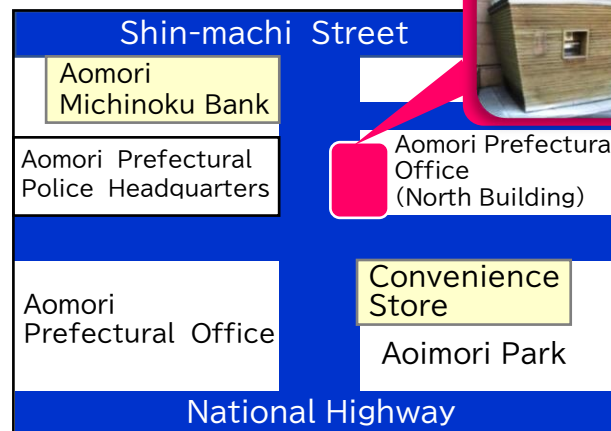 Shin-machi Street
Aomori
Michinoku Bank
Aomori Prefectural
Police Headquarters
Aomori Prefectura
Office
(North Building)
Aomori
Prefectural Office
Convenience
Store
Aoimori Park
National Highway